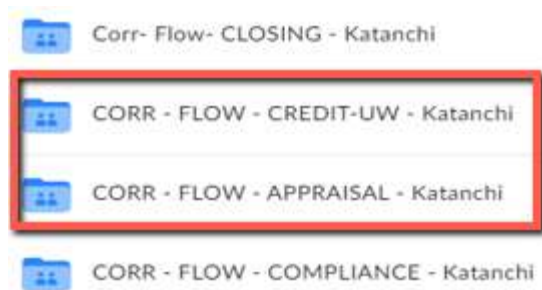 Corr- Flow- CLOSING - Katanchi
CORR - FLOW - CREDIT-UW - Katanchi
CORR - FLOW - APPRAISAL - Katanchi
CORR - FLOW - COMPLIANCE - Katanchi